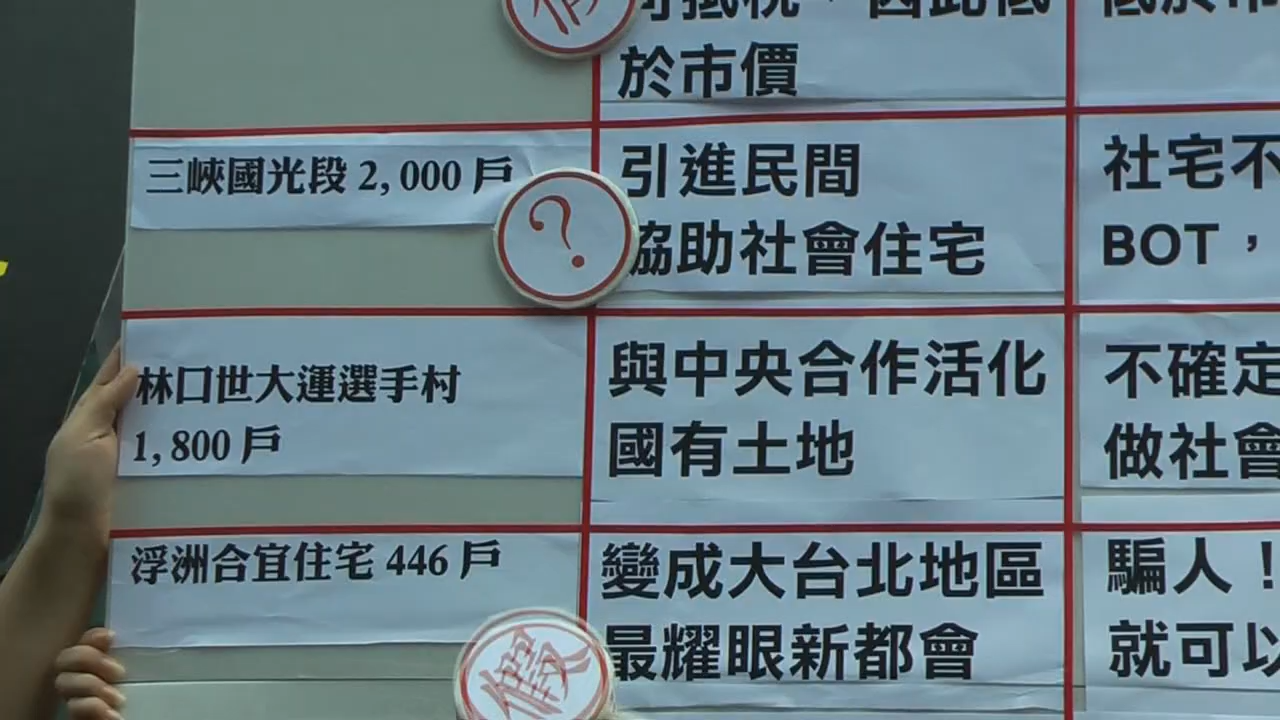 假
於市價
三峽國光段 2,000 戶
?
引進民間
協助社會住宅
社宅不
BOT，
林口世大運選手村
1,800 戶
與中央合作活化
國有土地
不確定
做社會
浮洲合宜住宅 446 戶
假
變成大台北地區
最耀眼新都會
騙人！
就可以